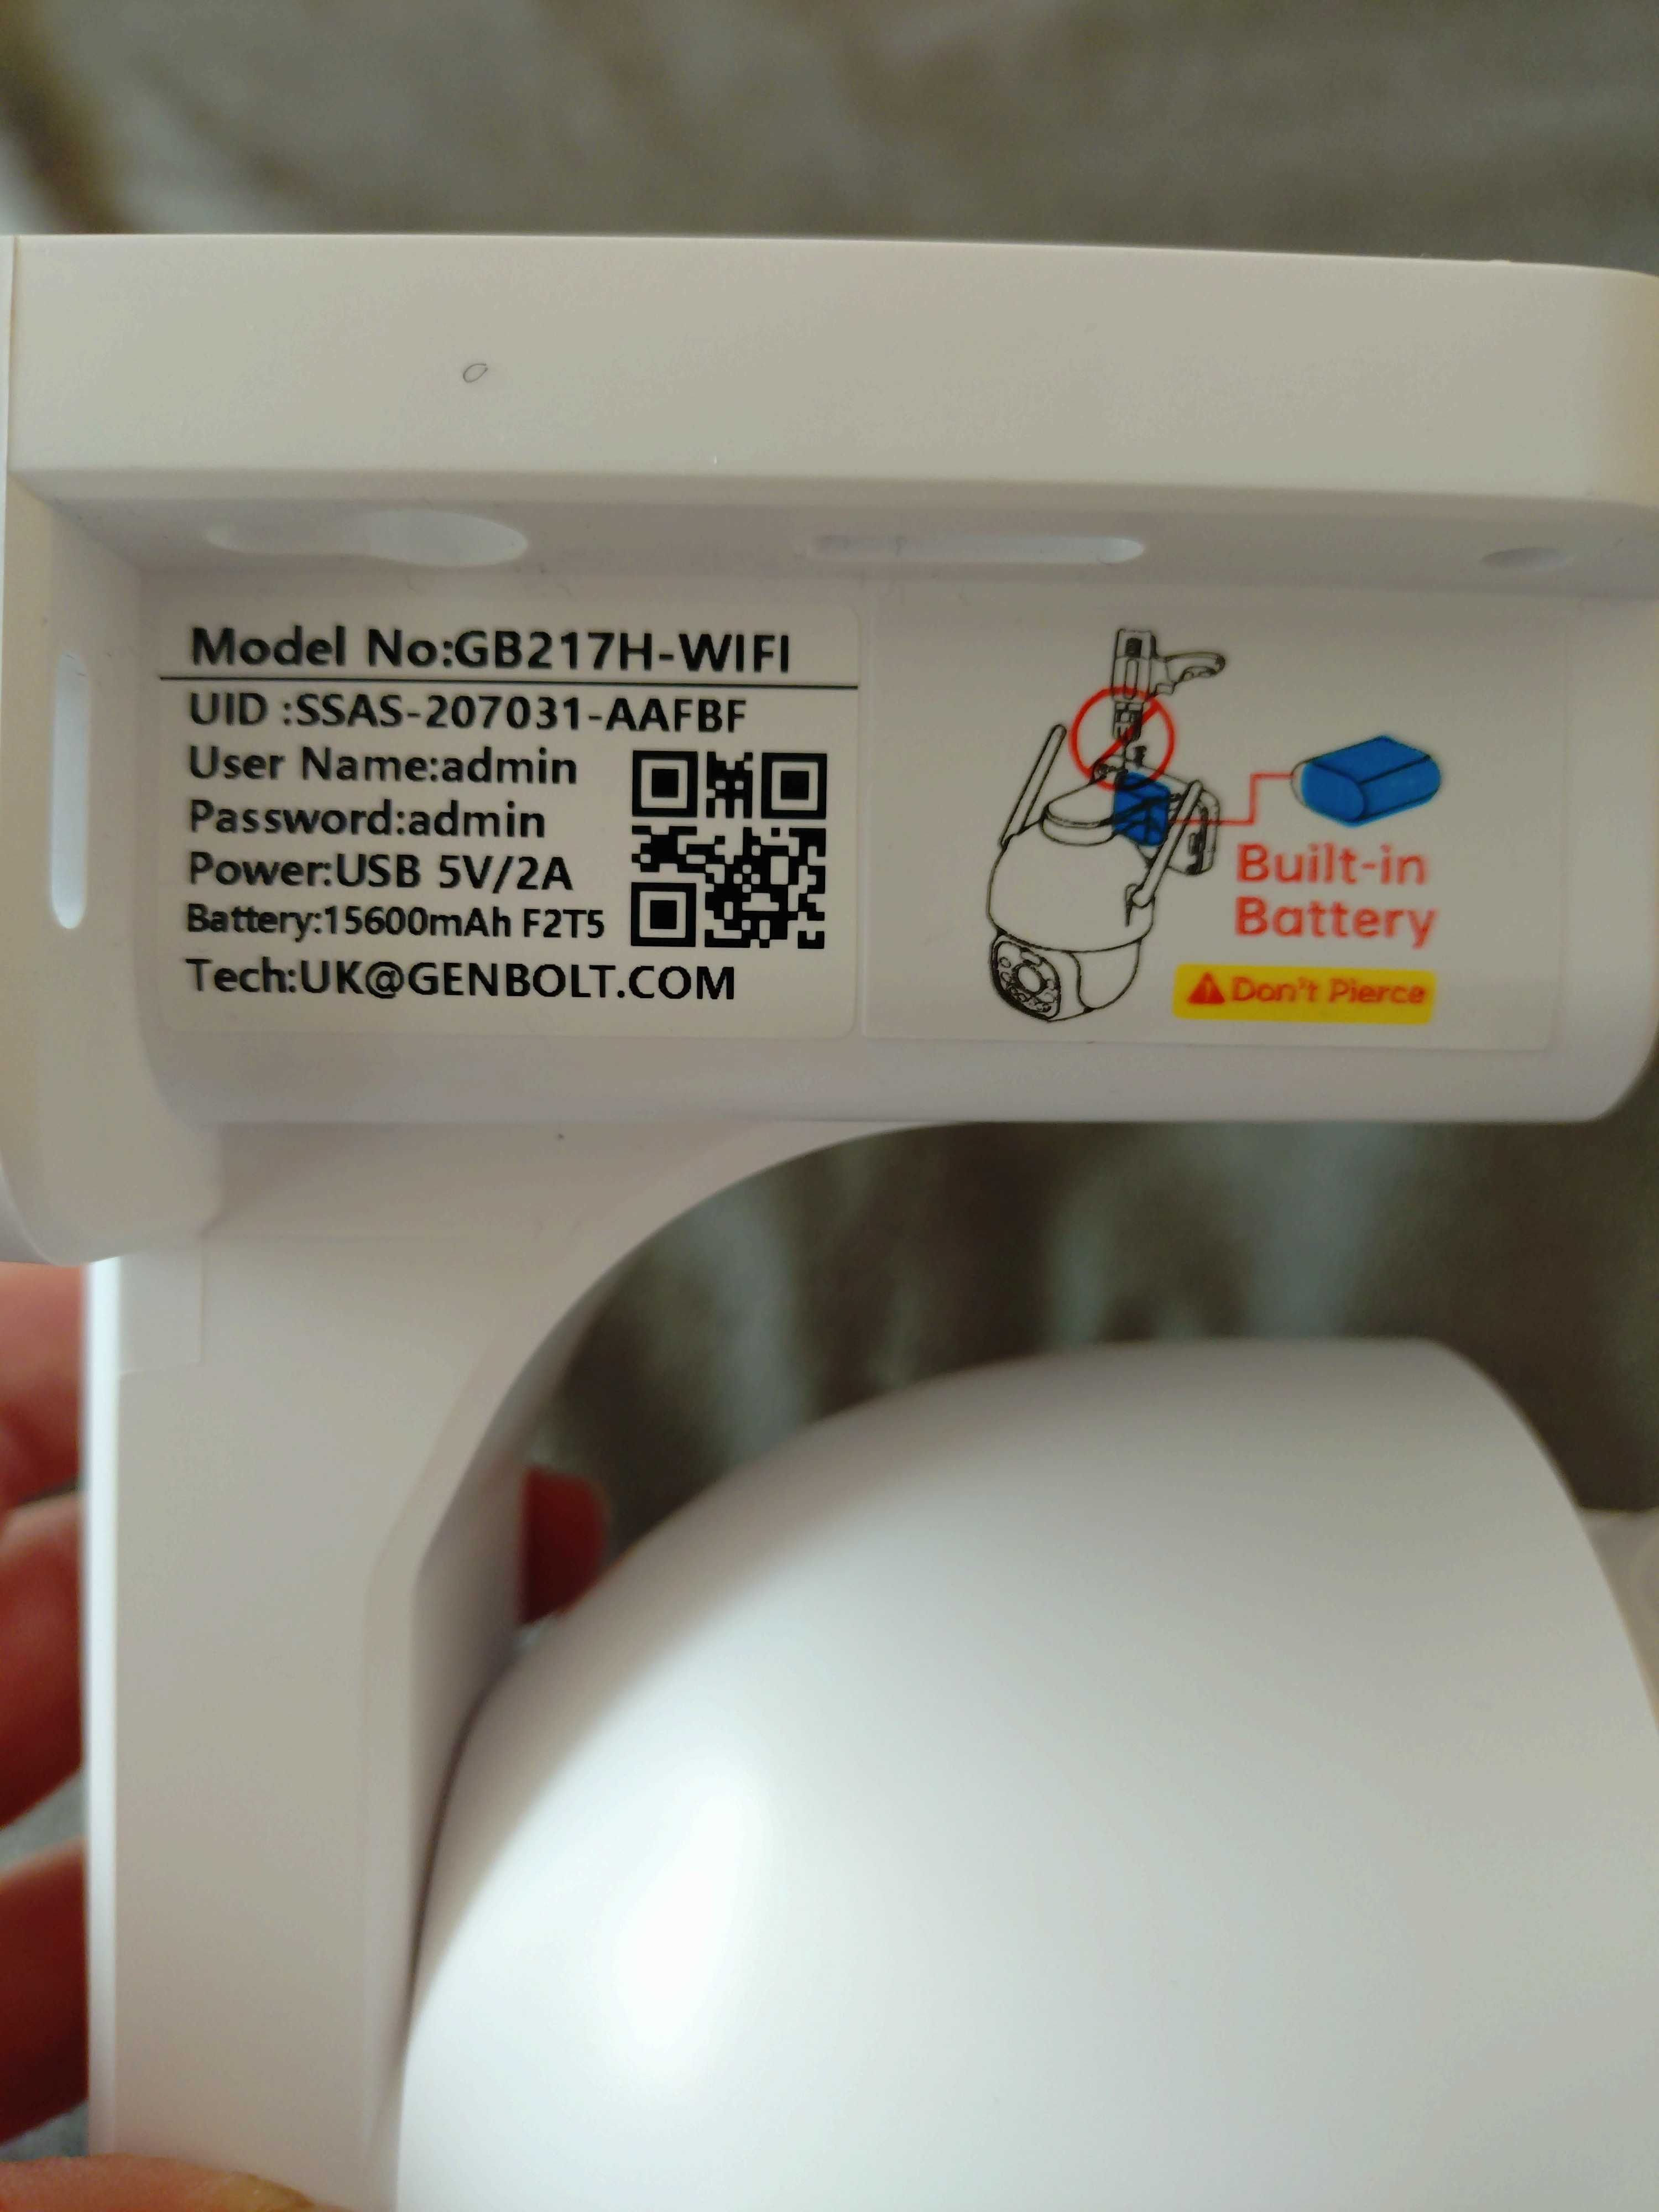 Model No:GB217H-WIFI
UID :SSAS-207031-AAFBF
User Name:admin
Password:admin
Power:USB 5V/2A
Battery:15600mAh F2T5
Tech:UK@GENBOLT.COM
Built-in
Battery
Don't Pierce